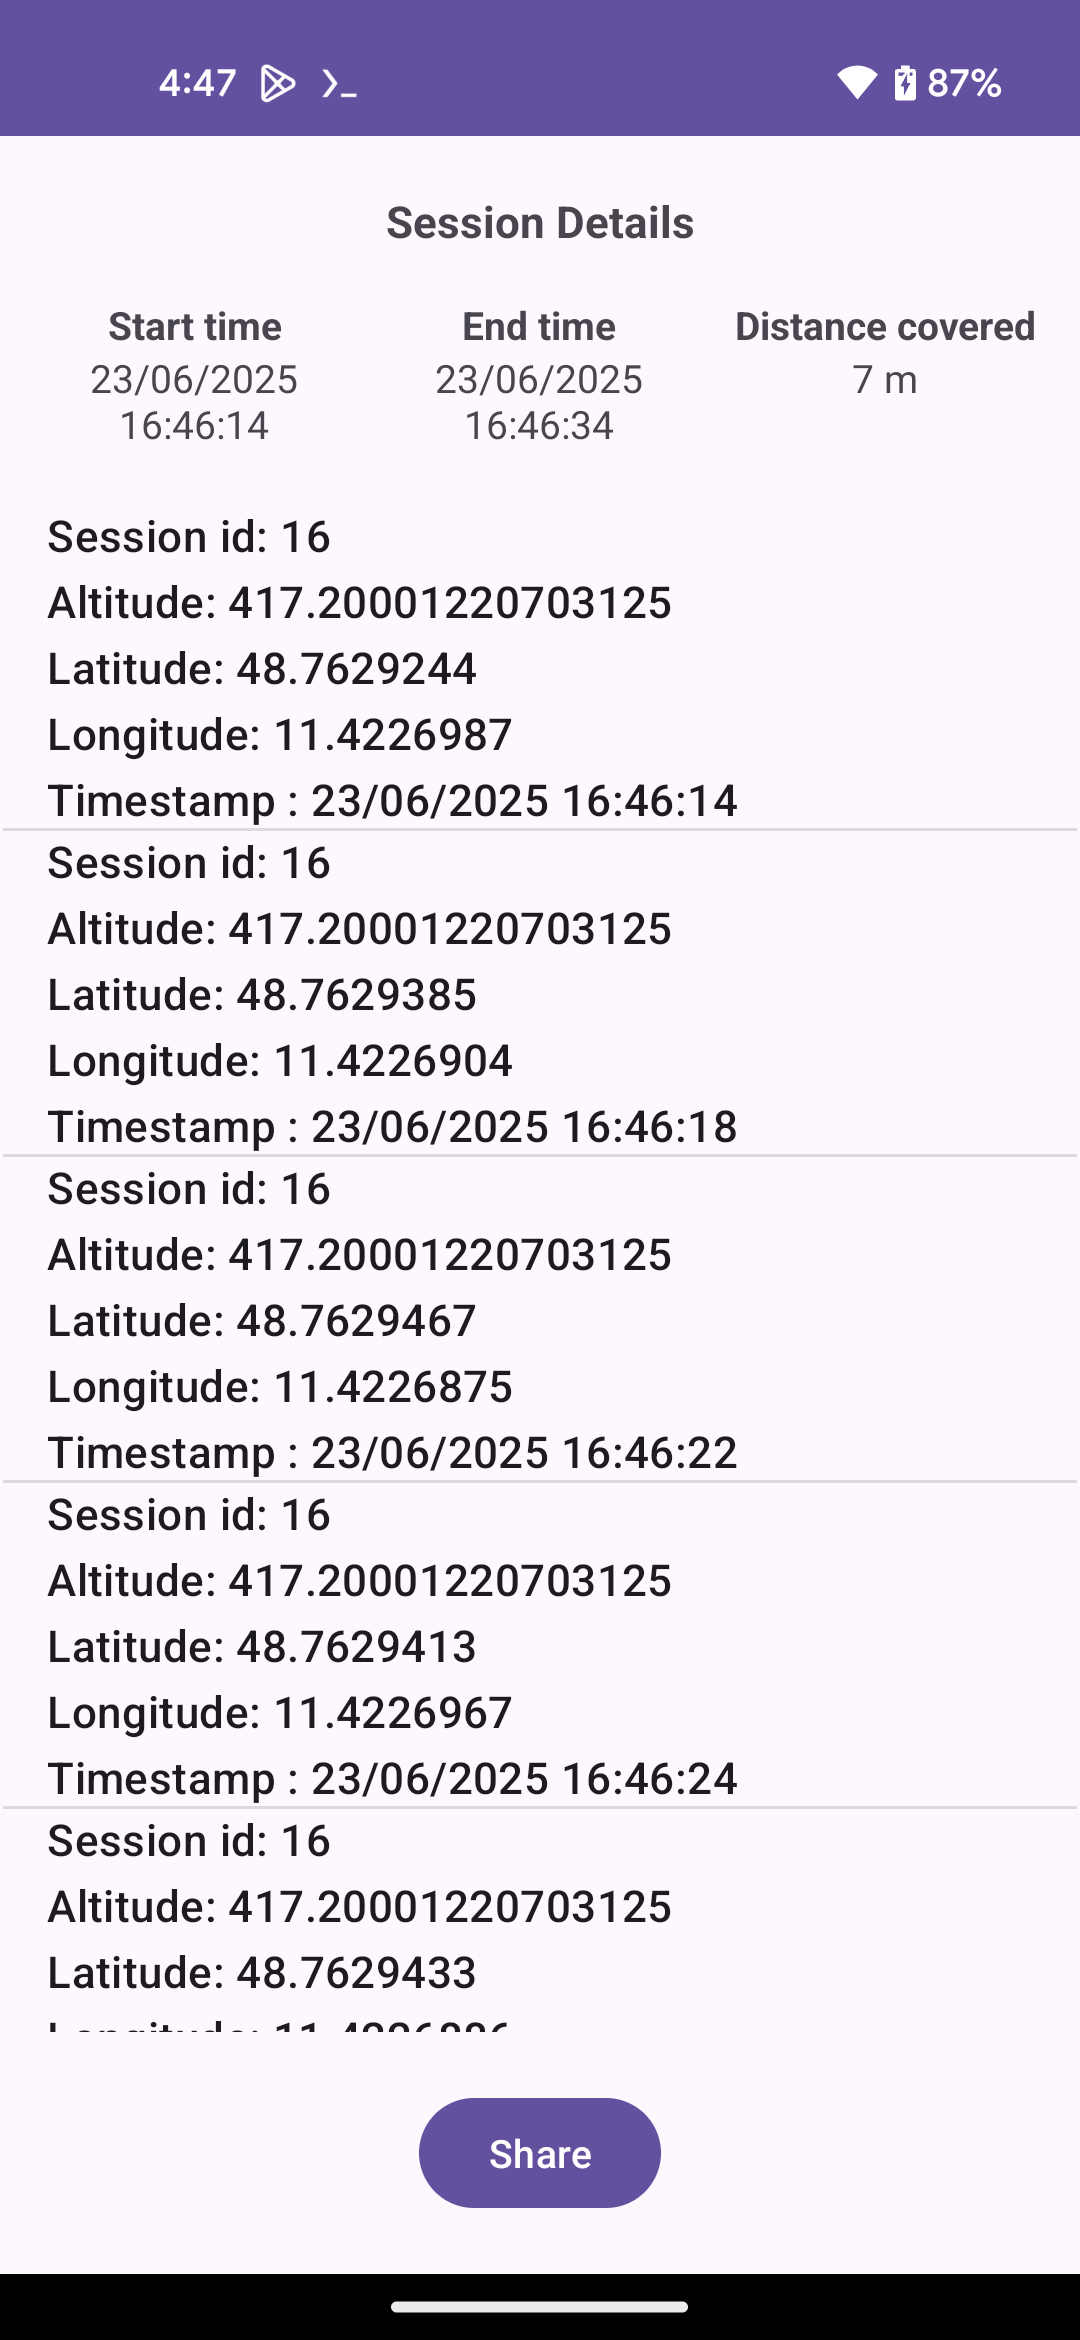 4:47 87%
Session Details
Start time End time Distance covered
23/06/2025 23/06/2025 7 m
16:46:14 16:46:34
Session id: 16
Altitude: 417.20001220703125
Latitude: 48.7629244
Longitude: 11.4226987
Timestamp : 23/06/2025 16:46:14
Session id: 16
Altitude: 417.20001220703125
Latitude: 48.7629385
Longitude: 11.4226904
Timestamp : 23/06/2025 16:46:18
Session id: 16
Altitude: 417.20001220703125
Latitude: 48.7629467
Longitude: 11.4226875
Timestamp : 23/06/2025 16:46:22
Session id: 16
Altitude: 417.20001220703125
Latitude: 48.7629413
Longitude: 11.4226967
Timestamp : 23/06/2025 16:46:24
Session id: 16
Altitude: 417.20001220703125
Latitude: 48.7629433
Longitude:
Share